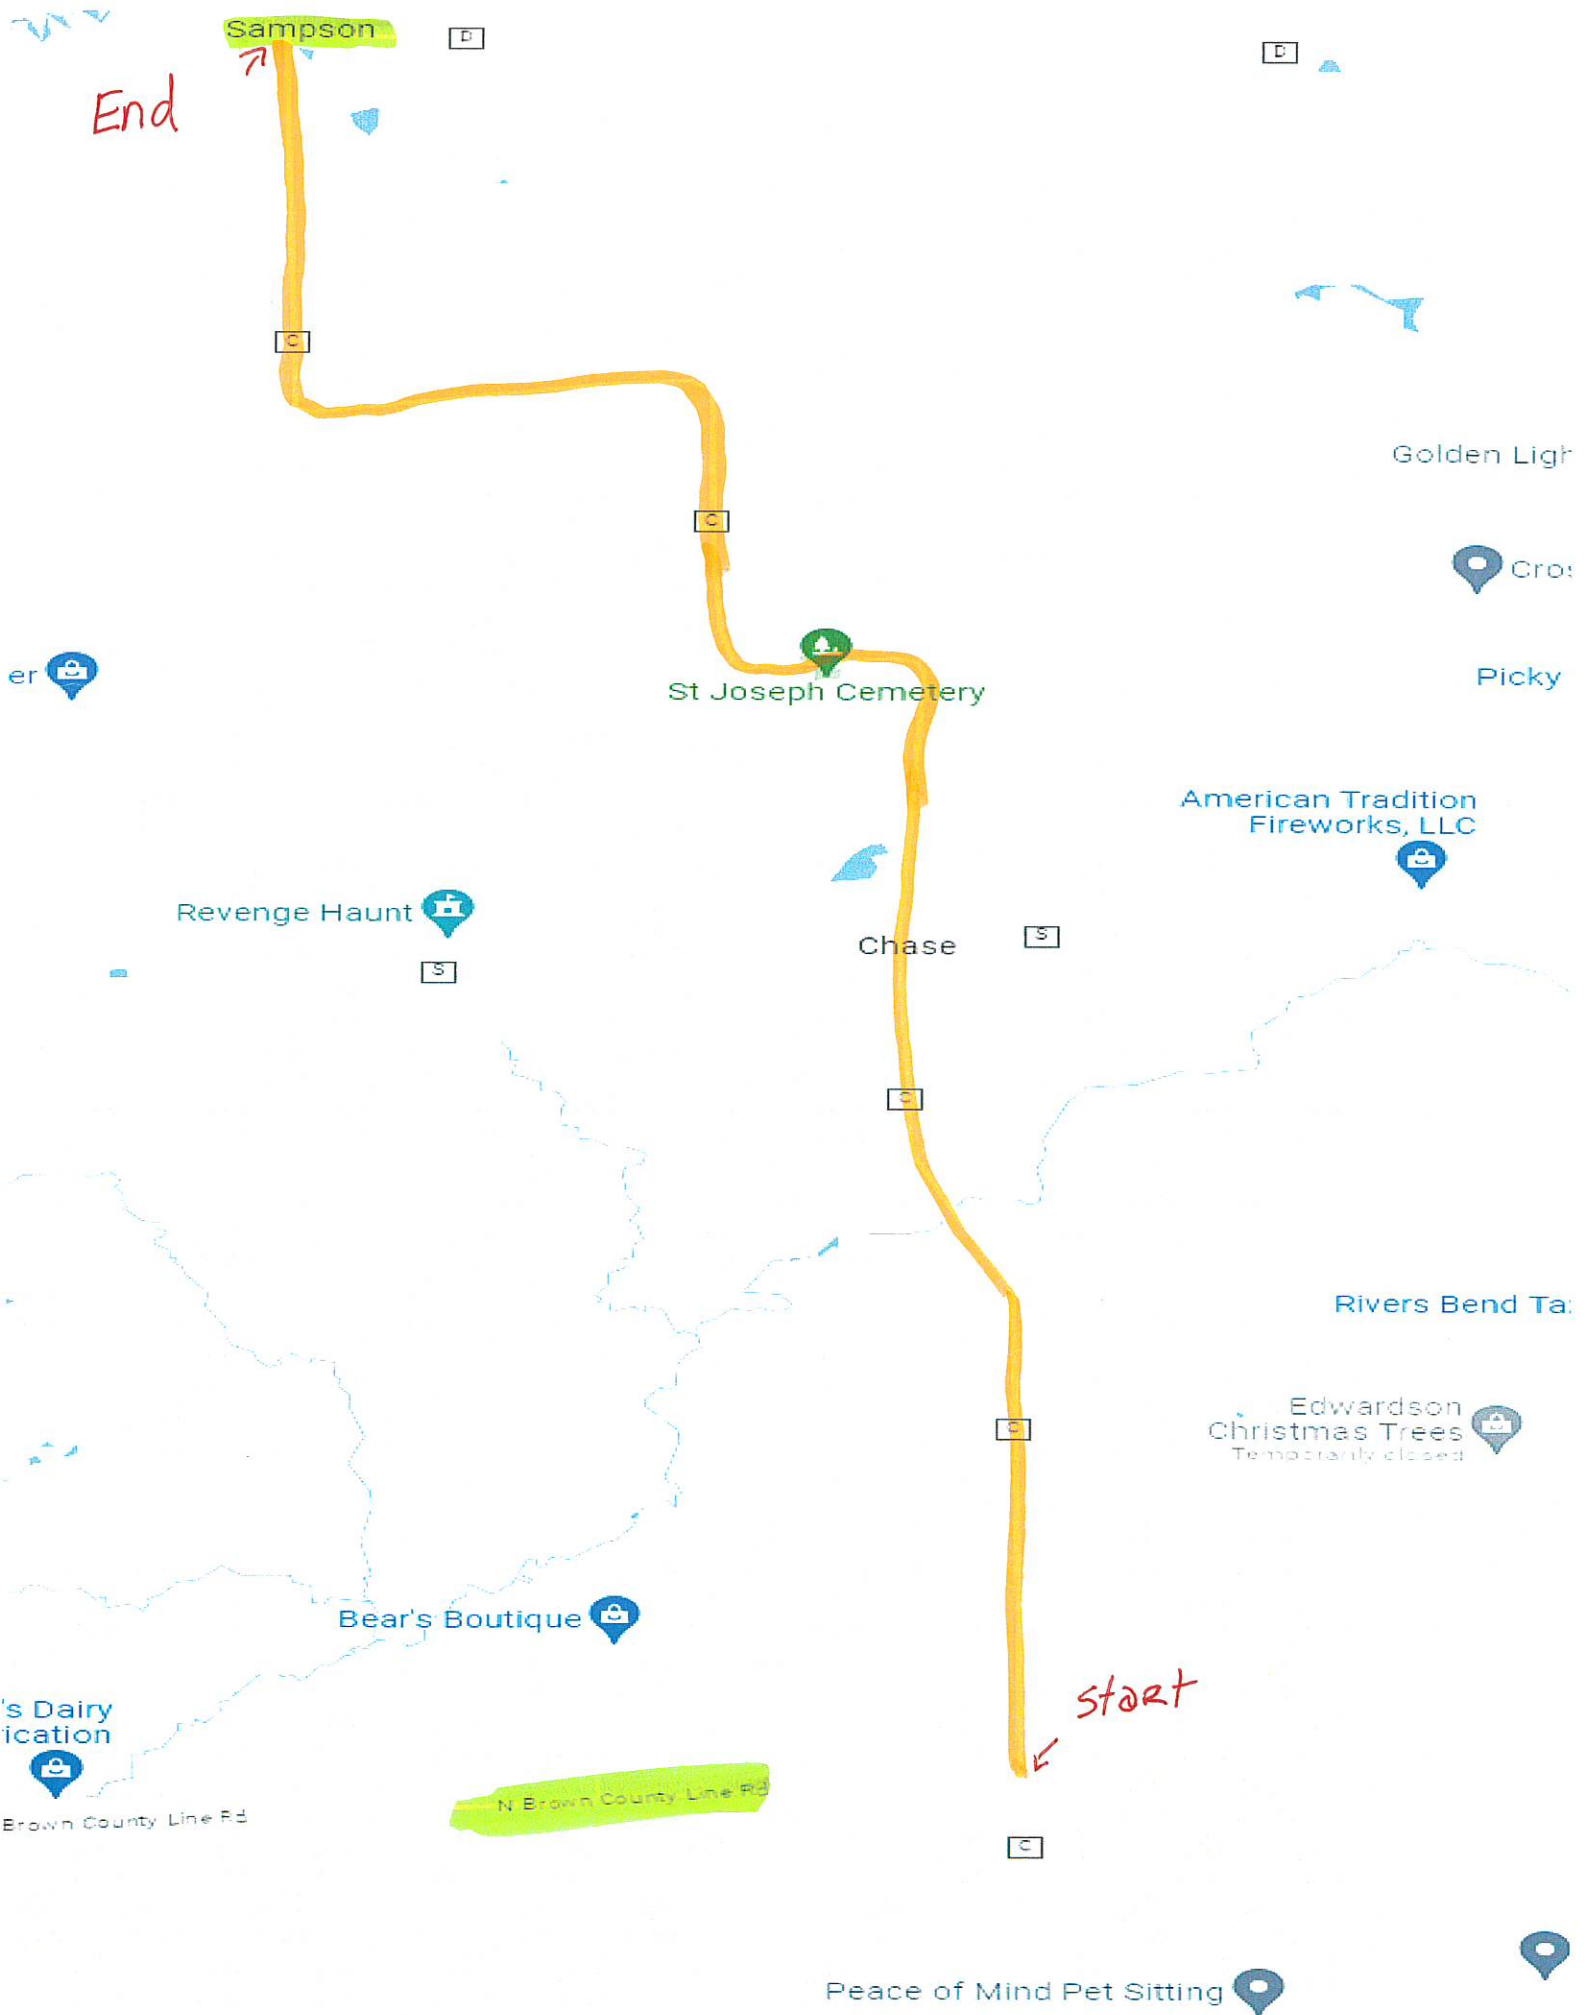 Sampson
D
D
End
C
Golden Ligh
C
Cros
er
St Joseph Cemetery
Picky
American Tradition
Fireworks, LLC
Revenge Haunt
Chase
S
S
C
Rivers Bend Ta
C
Edwardson
Christmas Trees
Temporarily closed
Bear's Boutique
start
's Dairy
ication
N Brown County Line Rd
Brown County Line Rd
C
Peace of Mind Pet Sitting